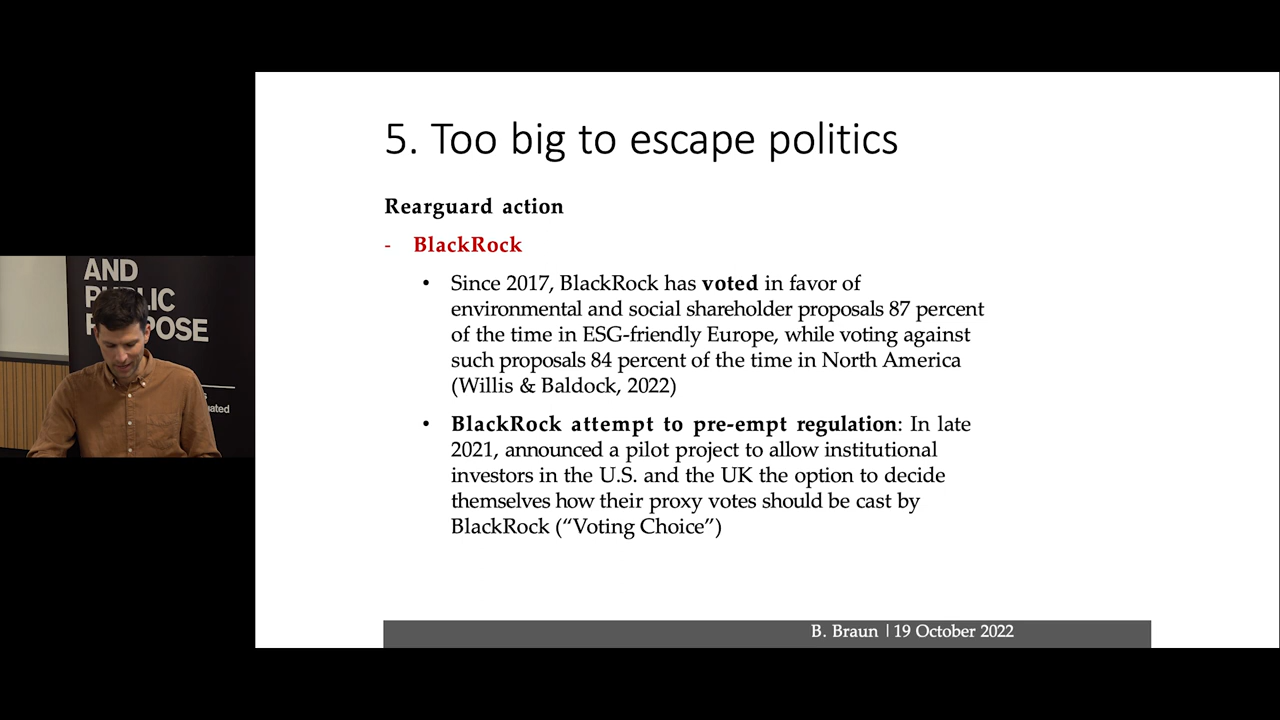 5. Too big to escape politics
Rearguard action
- BlackRock
• Since 2017, BlackRock has voted in favor of
environmental and social shareholder proposals 87 percent
of the time in ESG-friendly Europe, while voting against
such proposals 84 percent of the time in North America
(Willis & Baldock, 2022)
• BlackRock attempt to pre-empt regulation: In late
2021, announced a pilot project to allow institutional
investors in the U.S. and the UK the option to decide
themselves how their proxy votes should be cast by
BlackRock (“Voting Choice”)
B. Braun | 19 October 2022
AND